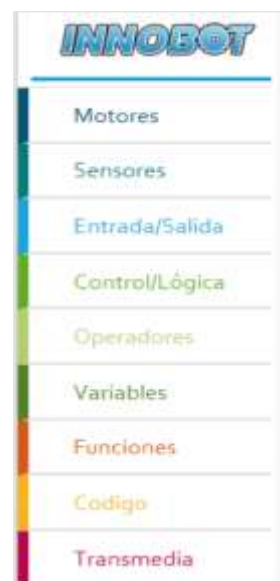 INNOBOT
Motores
Sensores
Entrada/Salida
Control/Lógica
Operadores
Variables
Funciones
Codigo
Transmedia